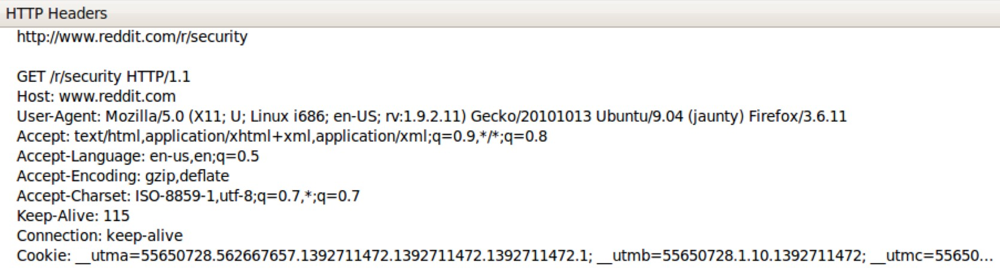 HTTP Headers
http://www.reddit.com/r/security
GET /r/security HTTP/1.1
Host: www.reddit.com
User-Agent: Mozilla/5.0 (X11; U; Linux i686; en-US; rv:1.9.2.11) Gecko/20101013 Ubuntu/9.04 (jaunty) Firefox/3.6.11
Accept: text/html,application/xhtml+xml,application/xml;q=0.9,*/*;q=0.8
Accept-Language: en-us,en;q=0.5
Accept-Encoding: gzip,deflate
Accept-Charset: ISO-8859-1,utf-8;q=0.7,*;q=0.7
Keep-Alive: 115
Connection: keep-alive
Cookie: __utma=55650728.562667657.1392711472.1392711472.1392711472.1; __utmb=55650728.1.10.1392711472; __utmc=55650...